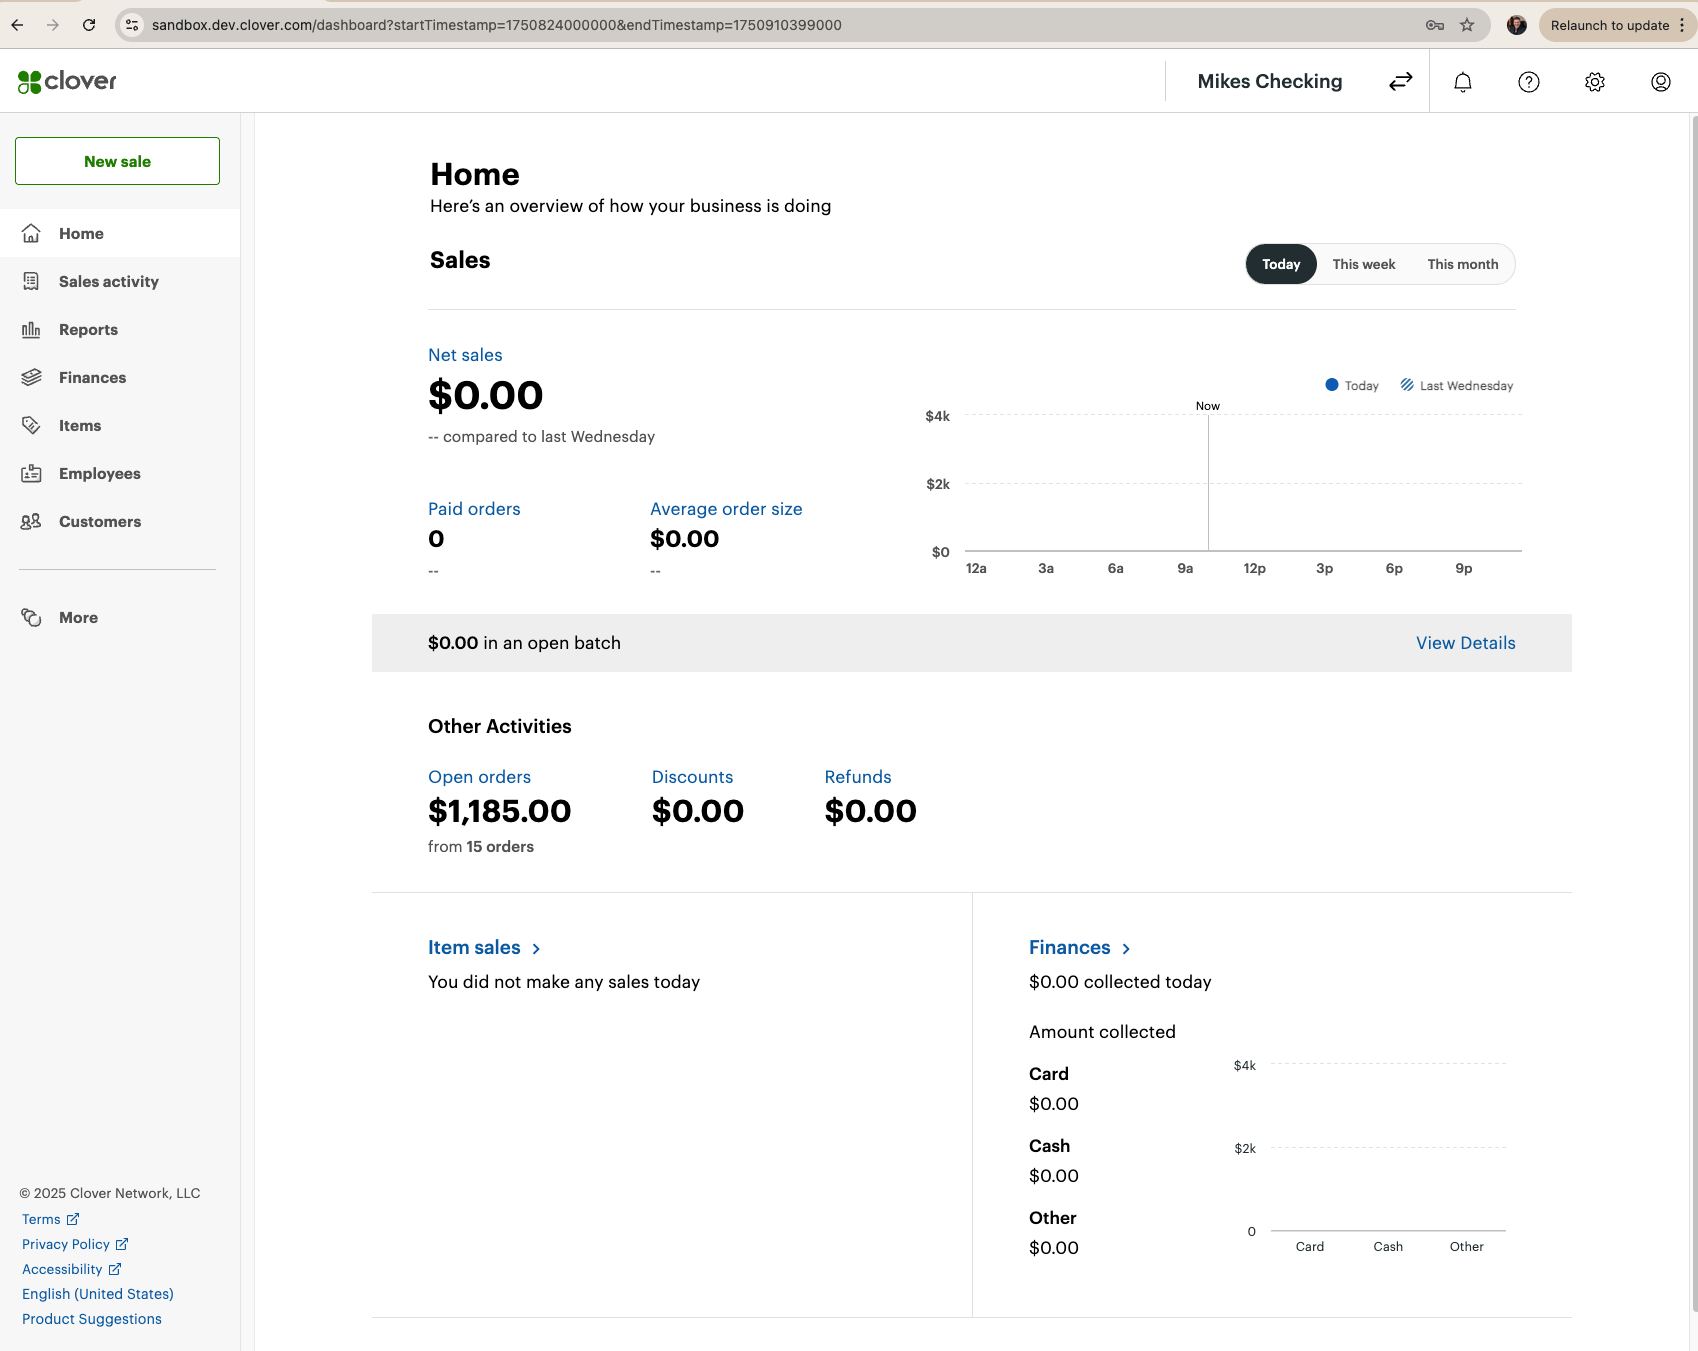 sandbox.dev.clover.com/dashboard?startTimestamp=1750824000000&endTimestamp=1750910399000
Relaunch to update
clover
Mikes Checking
New sale
Home
Sales activity
Reports
Finances
Items
Employees
Customers
More
© 2025 Clover Network, LLC
Terms
Privacy Policy
Accessibility
English (United States)
Product Suggestions
Home
Here's an overview of how your business is doing
Sales
Today This week This month
Net sales
$0.00
-- compared to last Wednesday
Paid orders
0
--
Average order size
$0.00
--
Today Last Wednesday
Now
$4k
$2k
$0
12a 3a 6a 9a 12p 3p 6p 9p
$0.00 in an open batch
View Details
Other Activities
Open orders
$1,185.00
from 15 orders
Discounts
$0.00
Refunds
$0.00
Item sales >
You did not make any sales today
Finances >
$0.00 collected today
Amount collected
Card
$0.00
Cash
$0.00
Other
$0.00
$4k
$2k
0
Card Cash Other